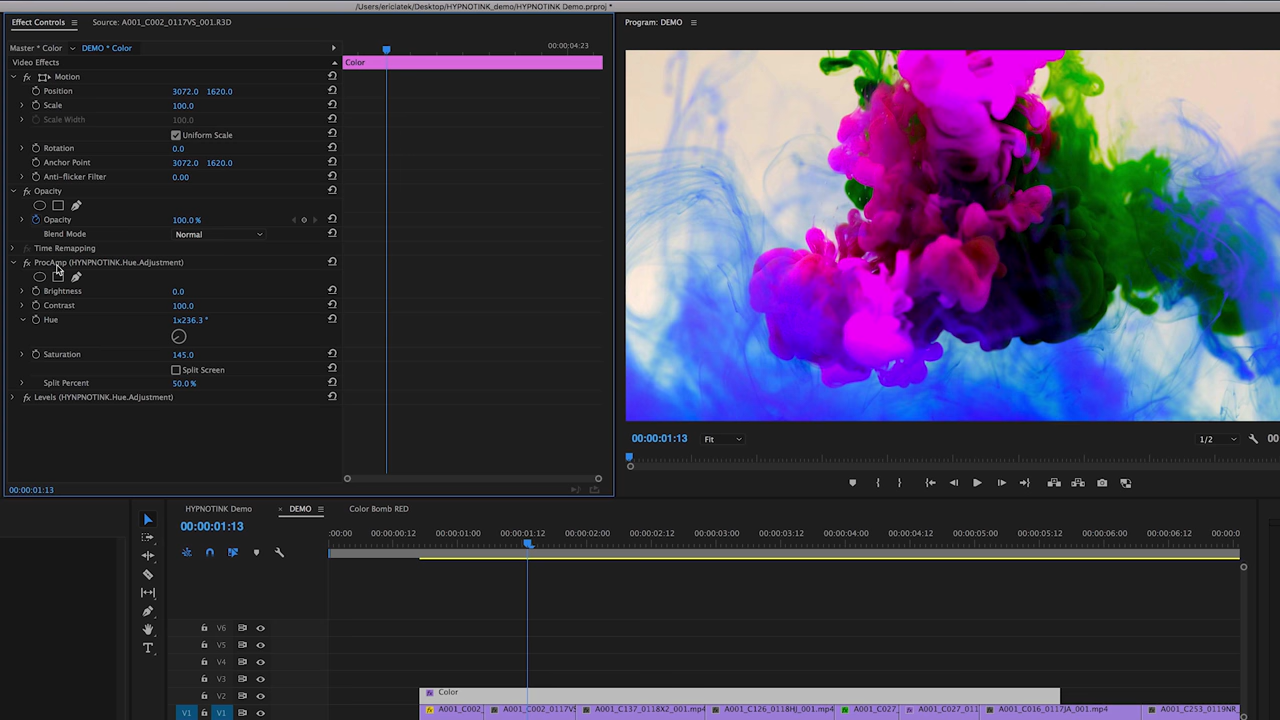 /Users/ericiatek/Desktop/HYPNOTINK_demo/HYPNOTINK Demo.prproj *
Effect Controls
Source: A001_C002_0117VS_001.R3D
Program: DEMO
Master * Color
DEMO * Color
00:00:04:23
Video Effects
Color
fx Motion
Position 3072.0 1620.0
Scale 100.0
Scale Width 100.0
Uniform Scale
Rotation 0.0
Anchor Point 3072.0 1620.0
Anti-flicker Filter 0.00
fx Opacity
Opacity 100.0 %
Blend Mode Normal
Time Remapping
fx ProcAmp (HYNPNOTINK.Hue.Adjustment)
Brightness 0.0
Contrast 100.0
Hue 1x236.3 °
Saturation 145.0
Split Screen
Split Percent 50.0 %
fx Levels (HYNPNOTINK.Hue.Adjustment)
00:00:01:13
00:00:01:13 Fit 1/2 00
HYPNOTINK Demo × DEMO Color Bomb RED
00:00:01:13
:00:00 00:00:00:12 00:00:01:00 00:00:01:12 00:00:02:00 00:00:02:12 00:00:03:00 00:00:03:12 00:00:04:00 00:00:04:12 00:00:05:00 00:00:05:12 00:00:06:00 00:00:06:12 00:00:0
V6
V5
V4
V3
V2 fx Color
V1 V1 A001_C002_ A001_C002_0117VS A001_C137_0118X2_001.mp4 A001_C126_0118HJ_001.mp4 A001_C027_ A001_C027_011 A001_C016_0117JA_001.mp4 A001_C253_0119NR_